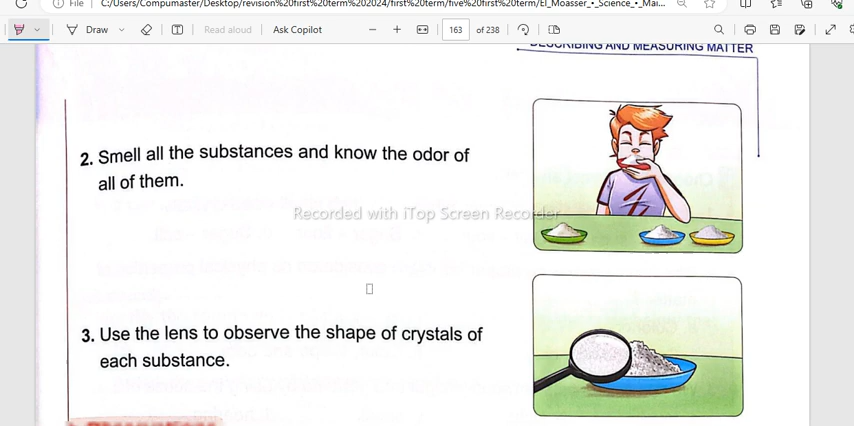 File | C:/Users/Compumaster/Desktop/revision%20first%20term%202024/first%20term/five%20first%20term/El_Moasser_•_Science_•_Mai...
Draw Read aloud Ask Copilot 163 of 238
DESCRIBING AND MEASURING MATTER
2. Smell all the substances and know the odor of
all of them.
Recorded with iTop Screen Recorder
3. Use the lens to observe the shape of crystals of
each substance.